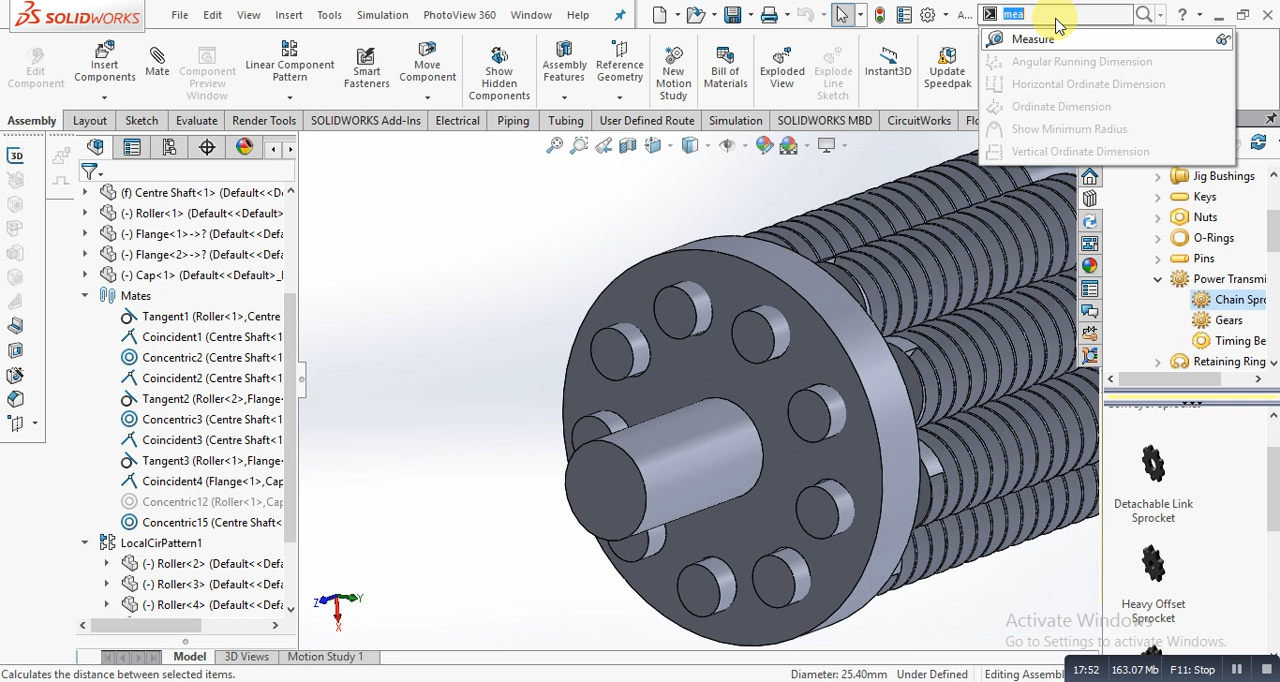 SOLIDWORKS
File
Edit
View
Insert
Tools
Simulation
PhotoView 360
Window
Help
A...
mea
Edit
Component
Insert
Components
Mate
Component
Preview
Window
Linear Component
Pattern
Smart
Fasteners
Move
Component
Show
Hidden
Components
Assembly
Features
Reference
Geometry
New
Motion
Study
Bill of
Materials
Exploded
View
Explode
Line
Sketch
Instant3D
Update
Speedpak
Measure
Angular Running Dimension
Horizontal Ordinate Dimension
Ordinate Dimension
Show Minimum Radius
Vertical Ordinate Dimension
Assembly
Layout
Sketch
Evaluate
Render Tools
SOLIDWORKS Add-Ins
Electrical
Piping
Tubing
User Defined Route
Simulation
SOLIDWORKS MBD
CircuitWorks
Flo
3D
(f) Centre Shaft<1> (Default<<D
(-) Roller<1> (Default<<Default>
(-) Flange<1>->? (Default<<Defa
(-) Flange<2>->? (Default<<Defa
(-) Cap<1> (Default<<Default>_
Mates
Tangent1 (Roller<1>,Centre
Coincident1 (Centre Shaft<1
Concentric2 (Centre Shaft<1
Coincident2 (Centre Shaft<1
Tangent2 (Roller<2>,Flange
Concentric3 (Centre Shaft<1
Coincident3 (Centre Shaft<1
Tangent3 (Roller<1>,Flange
Coincident4 (Flange<1>,Cap
Concentric12 (Roller<1>,Cap
Concentric15 (Centre Shaft<
LocalCirPattern1
(-) Roller<2> (Default<<Defa
(-) Roller<3> (Default<<Defa
(-) Roller<4> (Default<<Defa
Z
Y
X
Jig Bushings
Keys
Nuts
O-Rings
Pins
Power Transmi
Chain Spro
Gears
Timing Be
Retaining Ring
Conveyor Sprocket
Detachable Link
Sprocket
Heavy Offset
Sprocket
Activate Windows
Go to Settings to activate Windows.
Model
3D Views
Motion Study 1
Calculates the distance between selected items.
Diameter: 25.40mm
Under Defined
Editing Assembl
17:52
163.07 Mb
F11: Stop